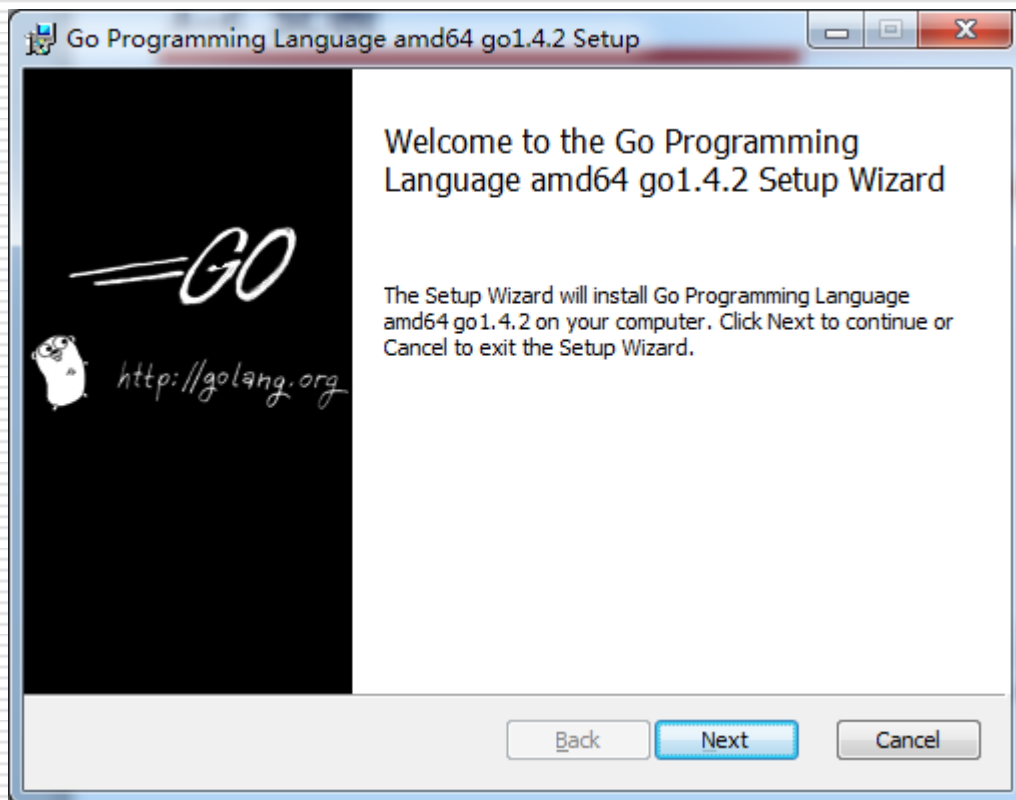 Go Programming Language amd64 go1.4.2 Setup
Welcome to the Go Programming
Language amd64 go1.4.2 Setup Wizard
The Setup Wizard will install Go Programming Language
amd64 go1.4.2 on your computer. Click Next to continue or
Cancel to exit the Setup Wizard.
GO
http://golang.org
Back
Next
Cancel